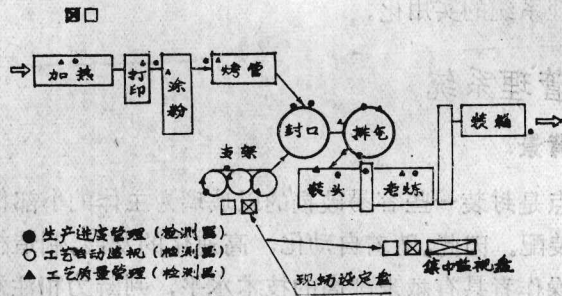 加热
打印
涂粉
烤管
封口
排气
支架
装头
老炼
装箱
● 生产进度管理（检测器）
○ 工艺自动监视（检测器）
▲ 工艺质量管理（检测器）
现场设定盘
集中监视盘